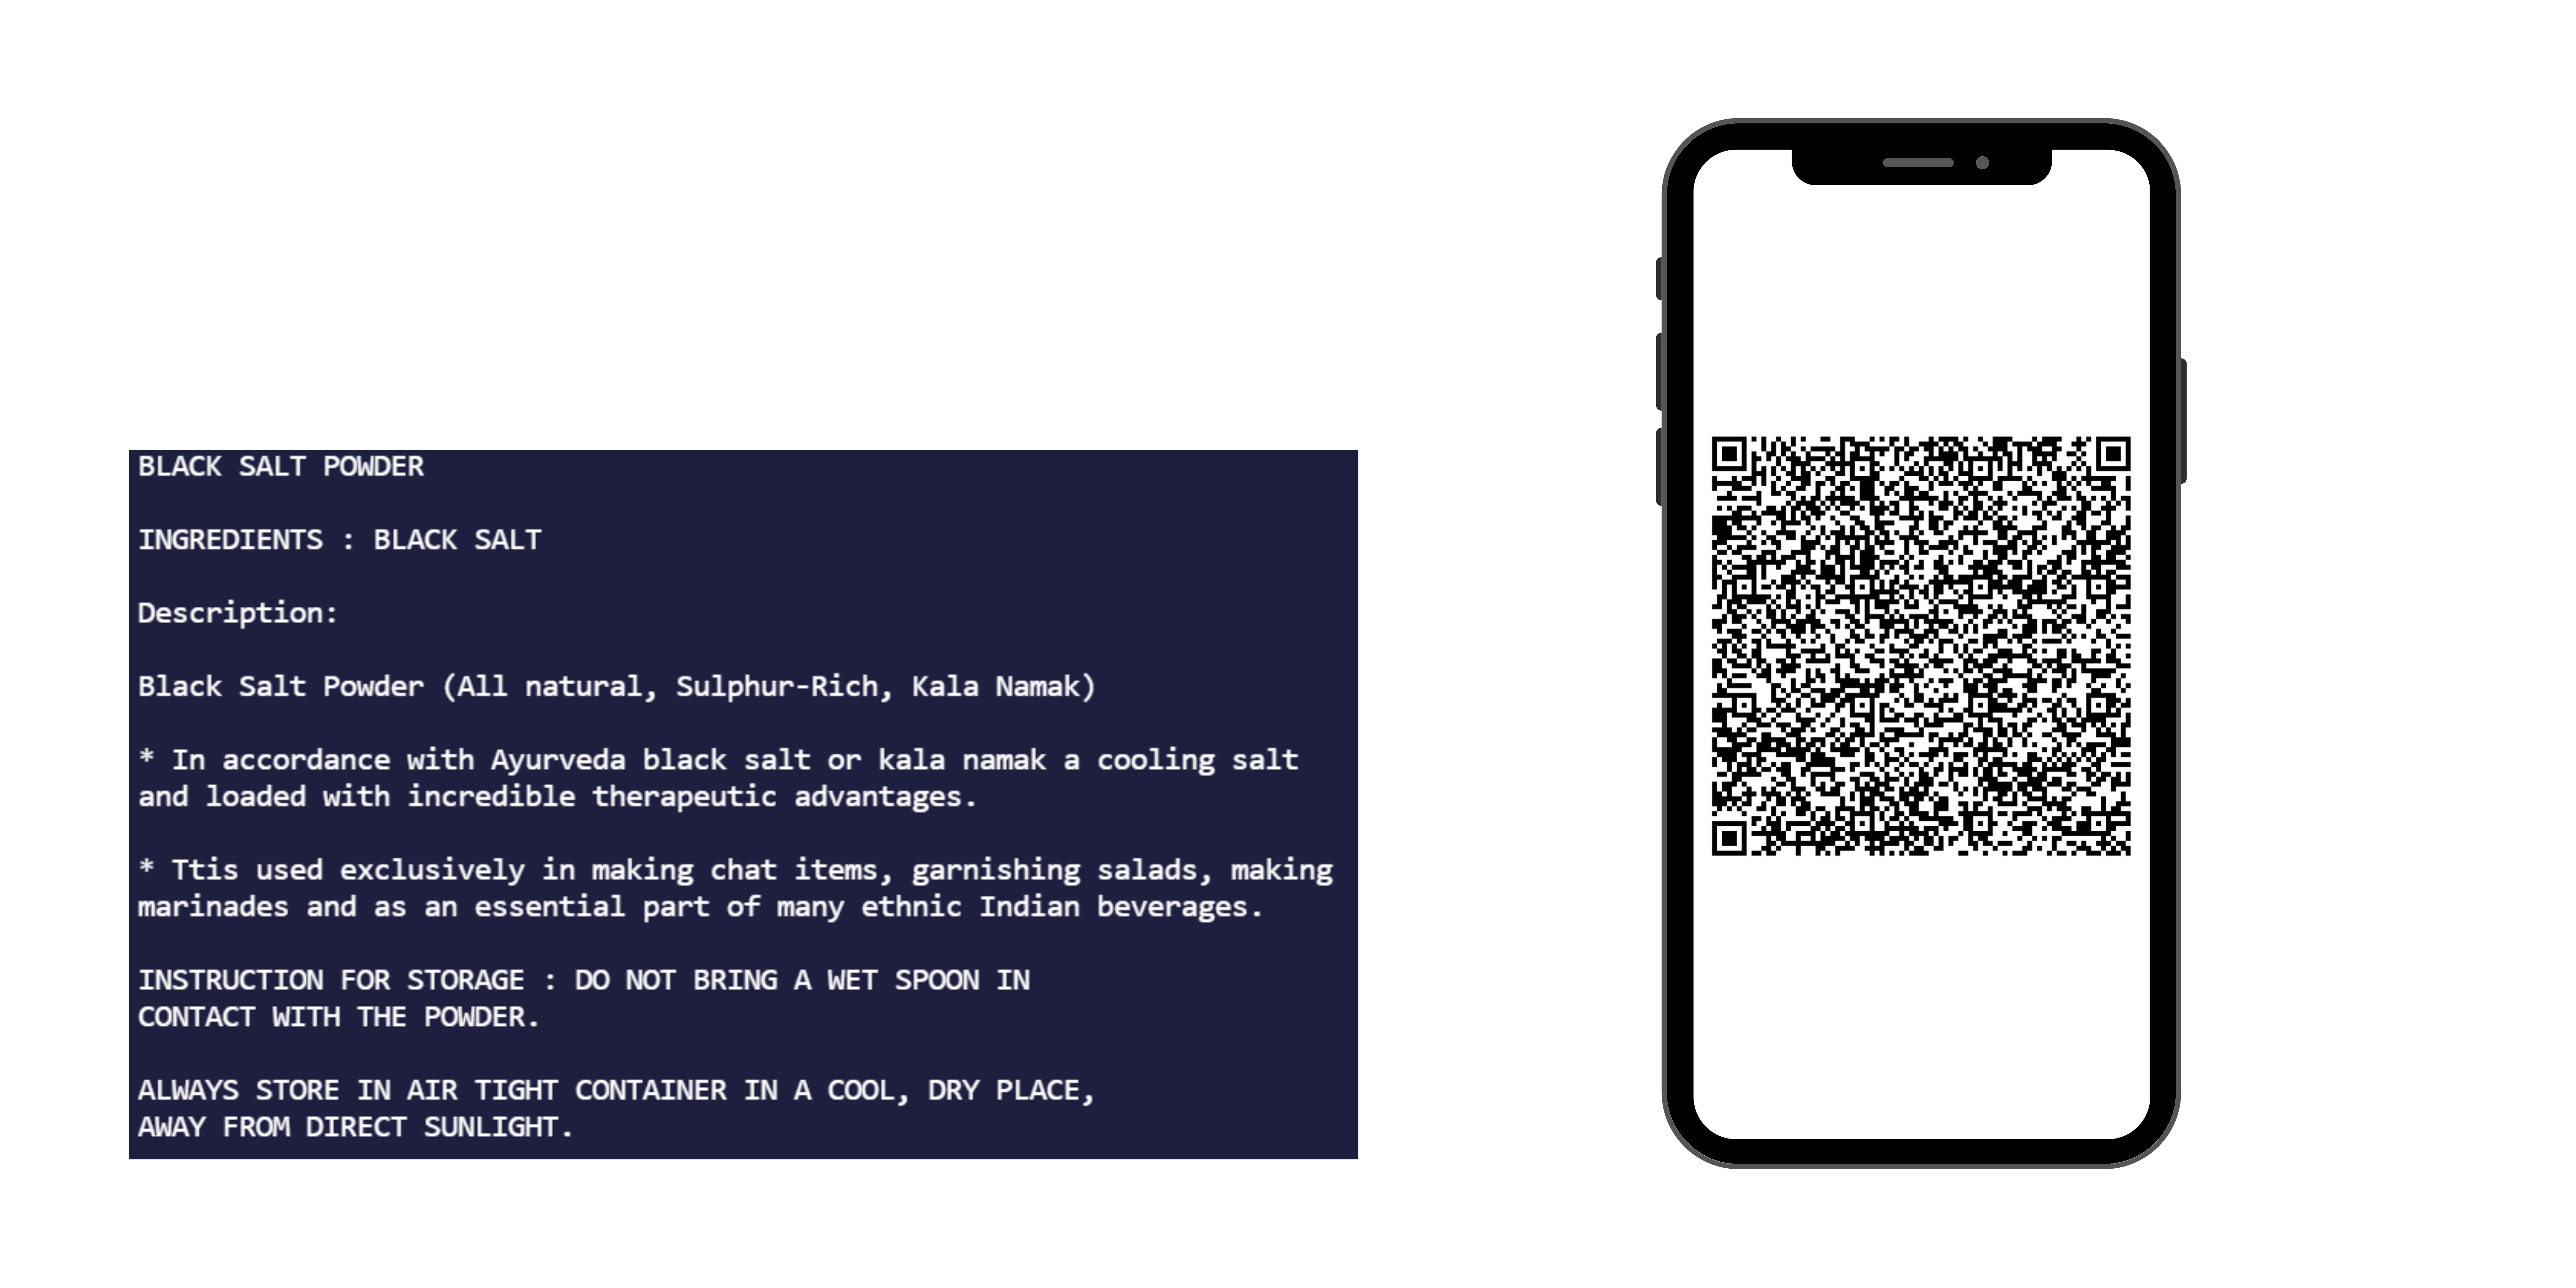 BLACK SALT POWDER
INGREDIENTS : BLACK SALT
Description:
Black Salt Powder (All natural, Sulphur-Rich, Kala Namak)
* In accordance with Ayurveda black salt or kala namak a cooling salt
and loaded with incredible therapeutic advantages.
* Ttis used exclusively in making chat items, garnishing salads, making
marinades and as an essential part of many ethnic Indian beverages.
INSTRUCTION FOR STORAGE : DO NOT BRING A WET SPOON IN
CONTACT WITH THE POWDER.
ALWAYS STORE IN AIR TIGHT CONTAINER IN A COOL, DRY PLACE,
AWAY FROM DIRECT SUNLIGHT.